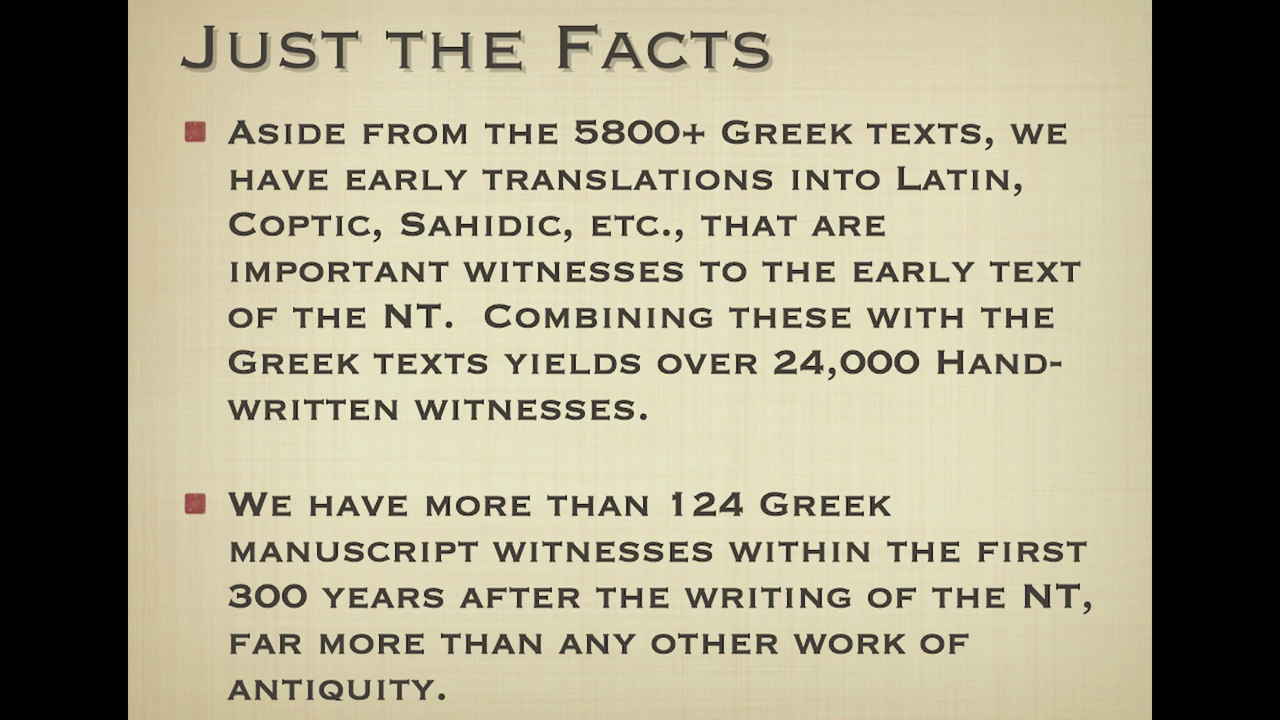 Just the Facts
Aside from the 5800+ Greek texts, we
have early translations into Latin,
Coptic, Sahidic, etc., that are
important witnesses to the early text
of the NT.  Combining these with the
Greek texts yields over 24,000 Hand-
written witnesses.
We have more than 124 Greek
manuscript witnesses within the first
300 years after the writing of the NT,
far more than any other work of
antiquity.